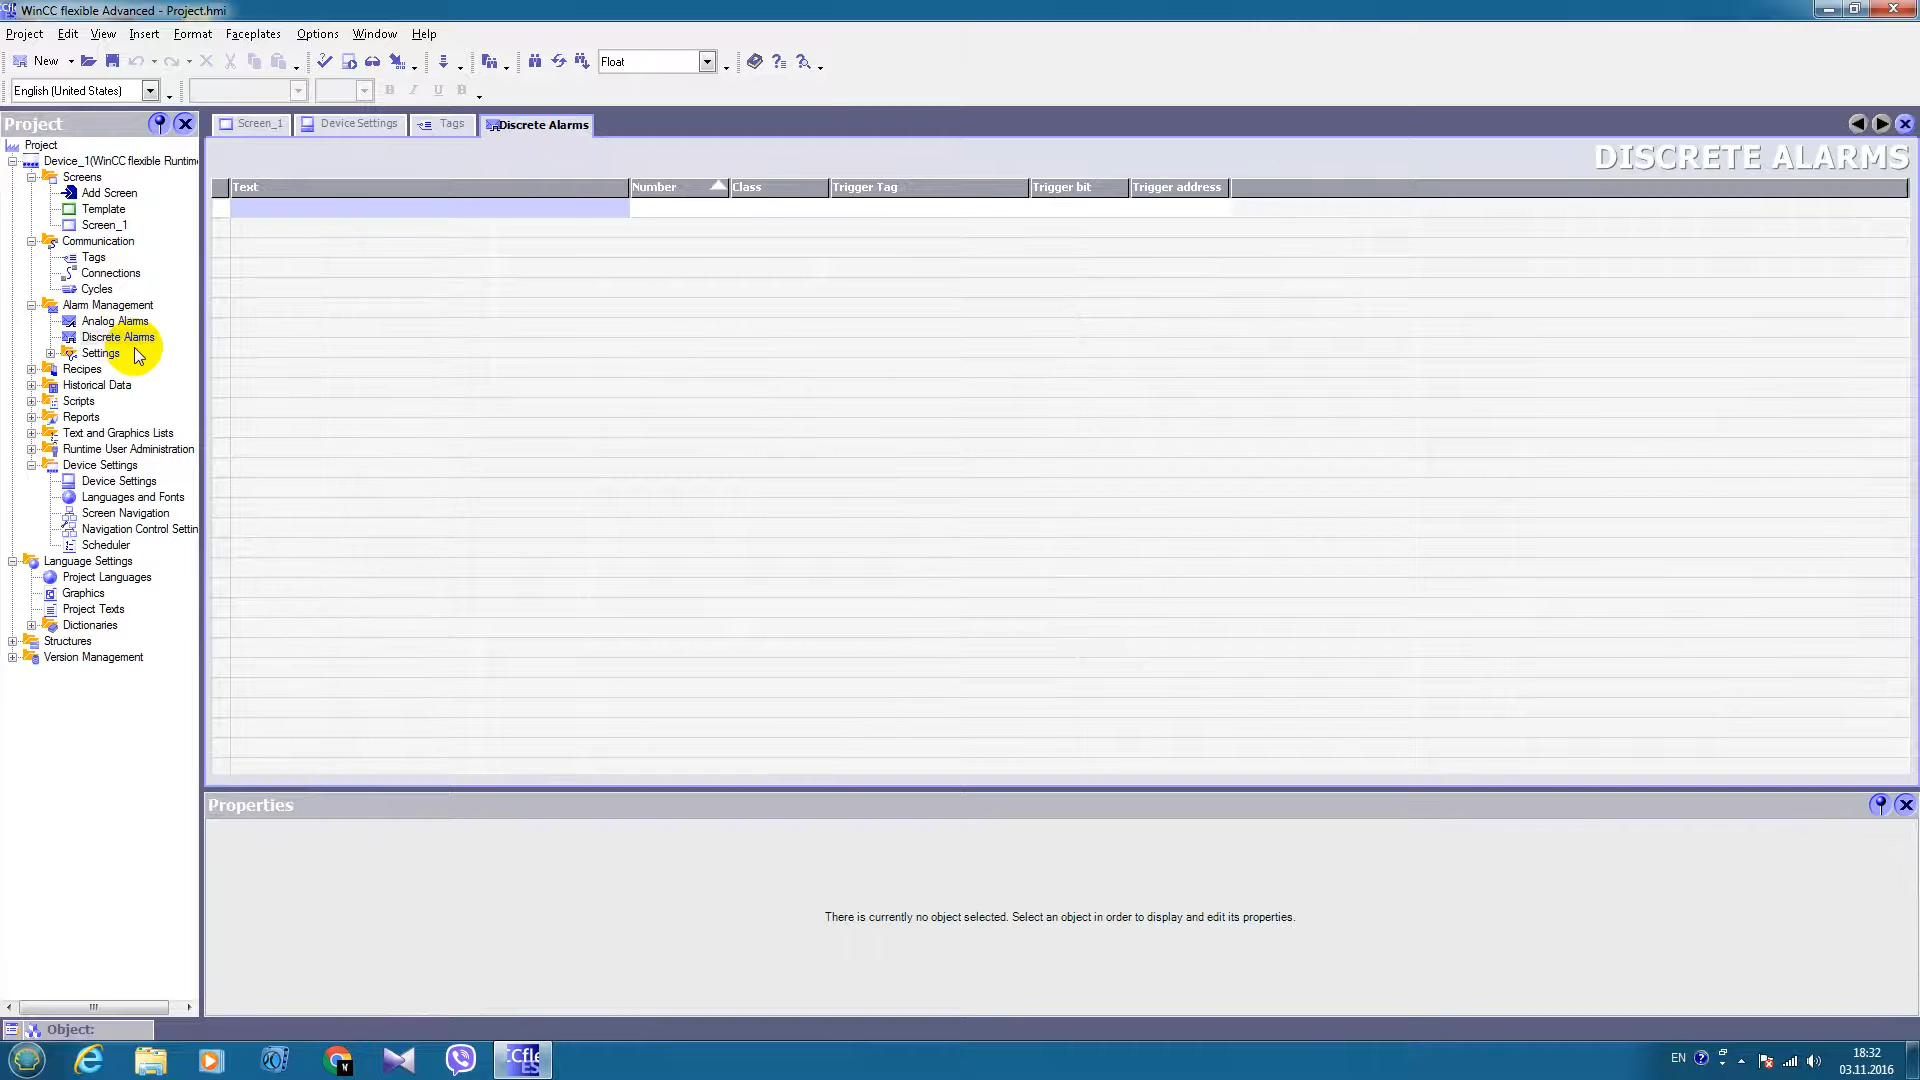 WinCC flexible Advanced - Project.hmi
Project Edit View Insert Format Faceplates Options Window Help
New Float
English (United States) B I U B
Project Screen_1 Device Settings Tags Discrete Alarms
DISCRETE ALARMS
Text Number Class Trigger Tag Trigger bit Trigger address
Project
Device_1(WinCC flexible Runtime
Screens
Add Screen
Template
Screen_1
Communication
Tags
Connections
Cycles
Alarm Management
Analog Alarms
Discrete Alarms
Settings
Recipes
Historical Data
Scripts
Reports
Text and Graphics Lists
Runtime User Administration
Device Settings
Device Settings
Languages and Fonts
Screen Navigation
Navigation Control Settin
Scheduler
Language Settings
Project Languages
Graphics
Project Texts
Dictionaries
Structures
Version Management
Properties
There is currently no object selected. Select an object in order to display and edit its properties.
Object:
EN 18:32
03.11.2016